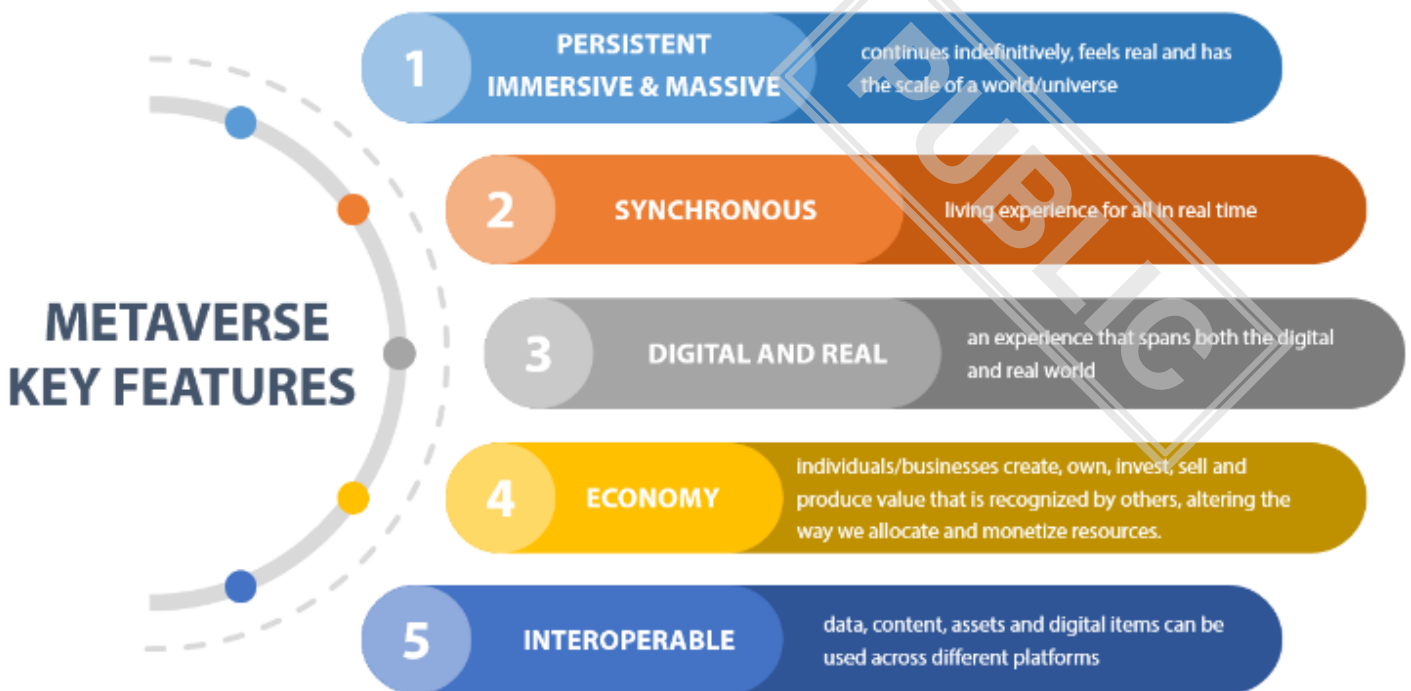 METAVERSE
KEY FEATURES
1
PERSISTENT
IMMERSIVE & MASSIVE
continues indefinitively, feels real and has
the scale of a world/universe
2
SYNCHRONOUS
living experience for all in real time
3
DIGITAL AND REAL
an experience that spans both the digital
and real world
4
ECONOMY
individuals/businesses create, own, invest, sell and
produce value that is recognized by others, altering the
way we allocate and monetize resources.
5
INTEROPERABLE
data, content, assets and digital items can be
used across different platforms
PUBLIC